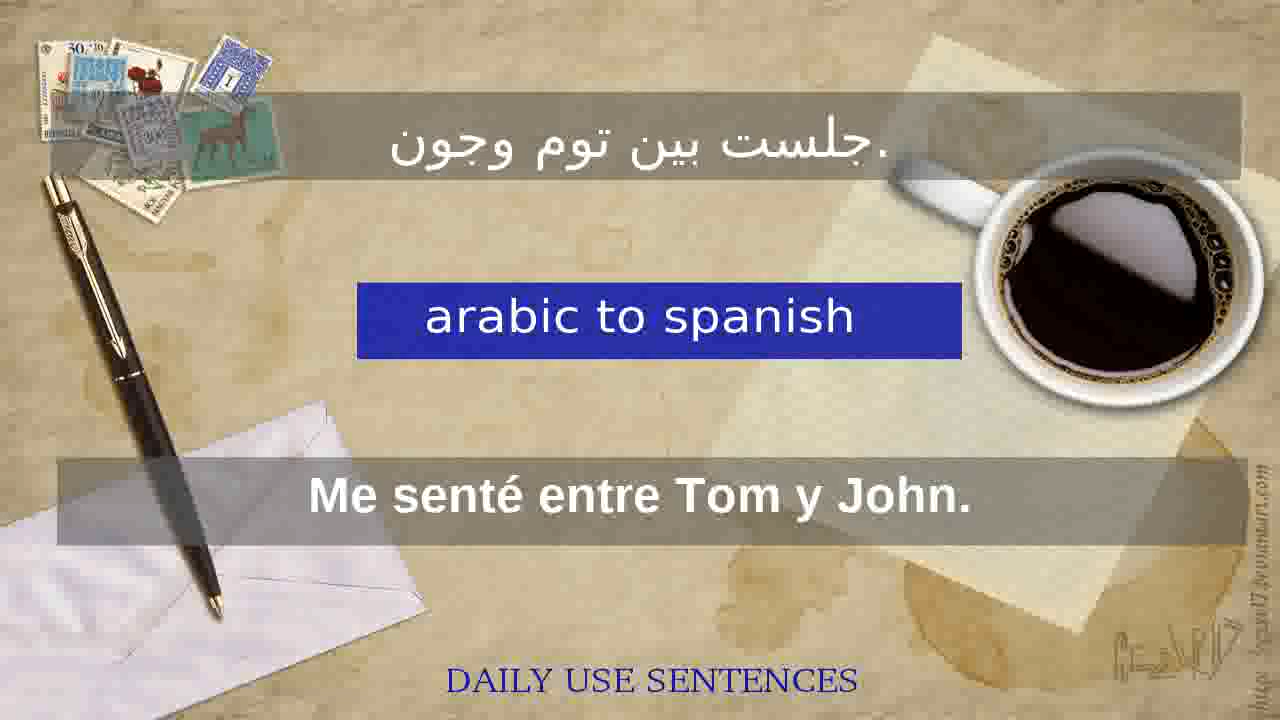 جلست بين توم وجون.
arabic to spanish
Me senté entre Tom y John.
DAILY USE SENTENCES